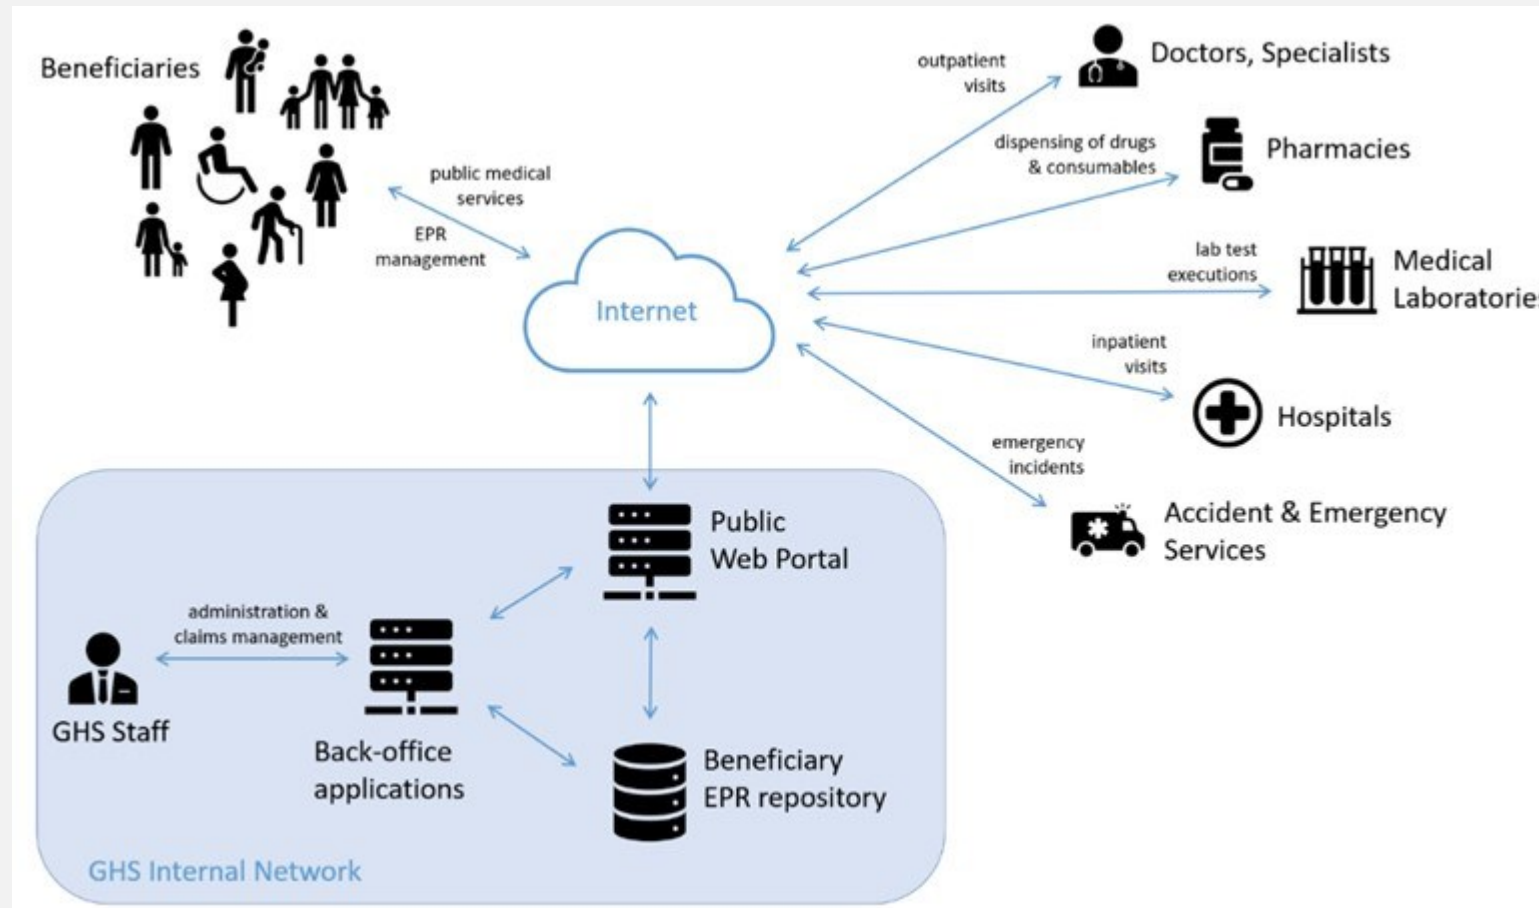 Beneficiaries
public medical
services
EPR
management
Internet
outpatient
visits
Doctors, Specialists
dispensing of drugs
& consumables
Pharmacies
lab test
executions
Medical
Laboratories
inpatient
visits
Hospitals
emergency
incidents
Accident & Emergency
Services
Public
Web Portal
administration &
claims management
GHS Staff
Back-office
applications
Beneficiary
EPR repository
GHS Internal Network